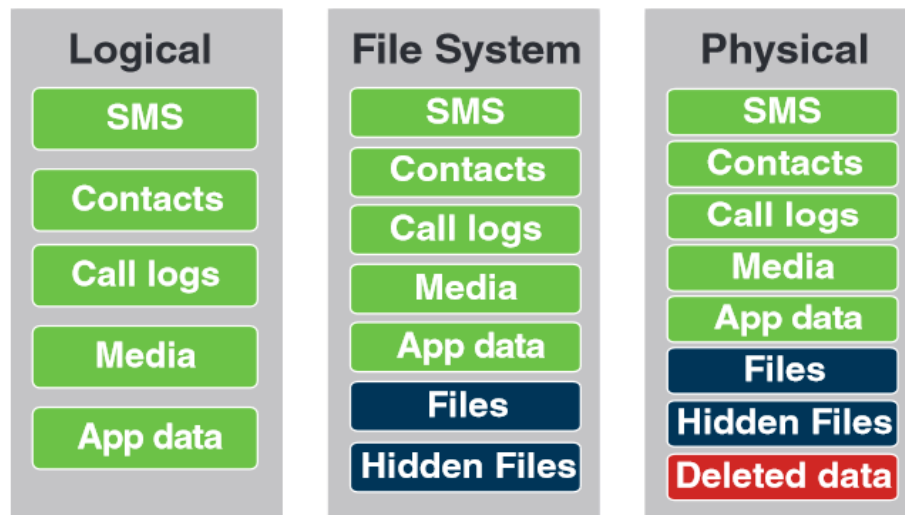 Logical
SMS
Contacts
Call logs
Media
App data
File System
SMS
Contacts
Call logs
Media
App data
Files
Hidden Files
Physical
SMS
Contacts
Call logs
Media
App data
Files
Hidden Files
Deleted data